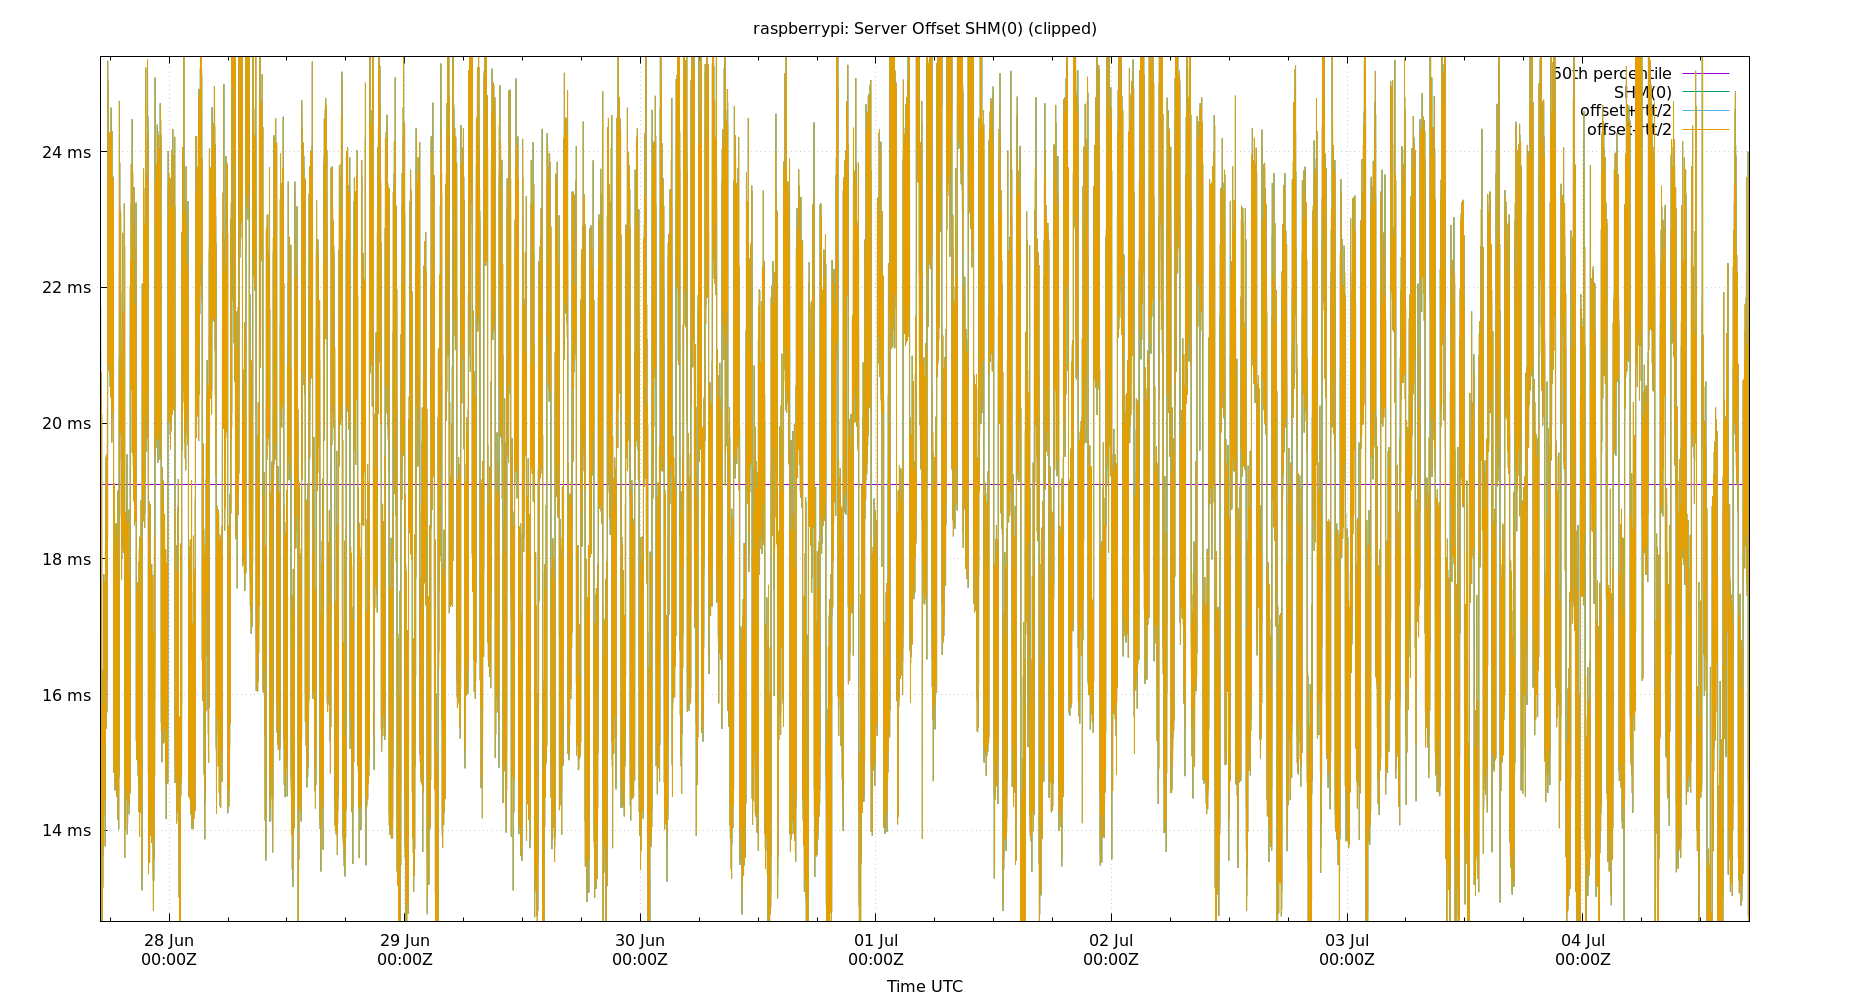 raspberrypi: Server Offset SHM(0) (clipped)
50th percentile
SHM(0)
offset+rtt/2
offset-rtt/2
24 ms
22 ms
20 ms
18 ms
16 ms
14 ms
28 Jun 29 Jun 30 Jun 01 Jul 02 Jul 03 Jul 04 Jul
00:00Z 00:00Z 00:00Z 00:00Z 00:00Z 00:00Z 00:00Z
Time UTC